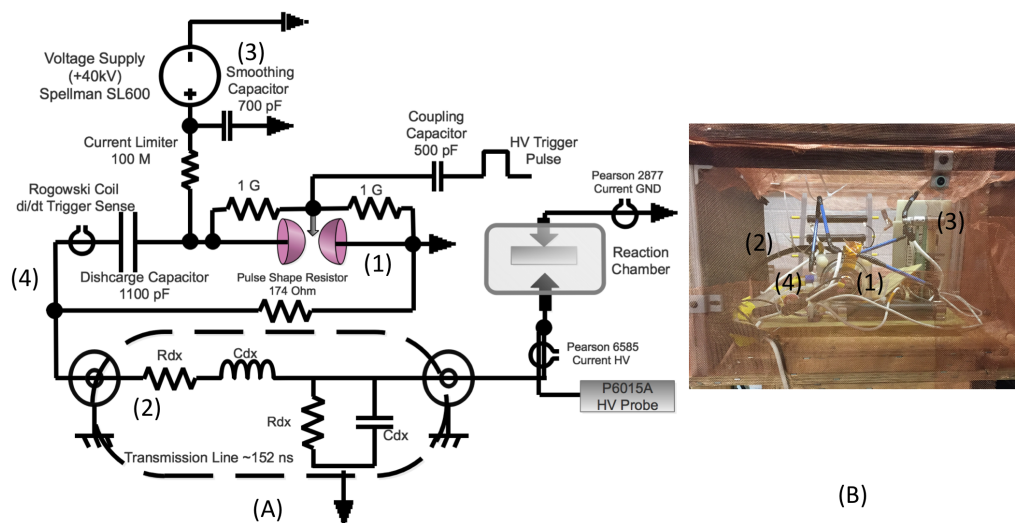 Voltage Supply
(+40kV)
Spellman SL600
(3)
Smoothing
Capacitor
700 pF
Current Limiter
100 M
Coupling
Capacitor
500 pF
HV Trigger
Pulse
Rogowski Coil
di/dt Trigger Sense
1 G
1 G
Pearson 2877
Current GND
(4)
Dishcarge Capacitor
1100 pF
(1)
Pulse Shape Resistor
174 Ohm
Reaction
Chamber
Rdx
Cdx
(2)
Pearson 6585
Current HV
P6015A
HV Probe
Rdx
Cdx
Transmission Line ~152 ns
(A)
(2)
(3)
(4)
(1)
(B)